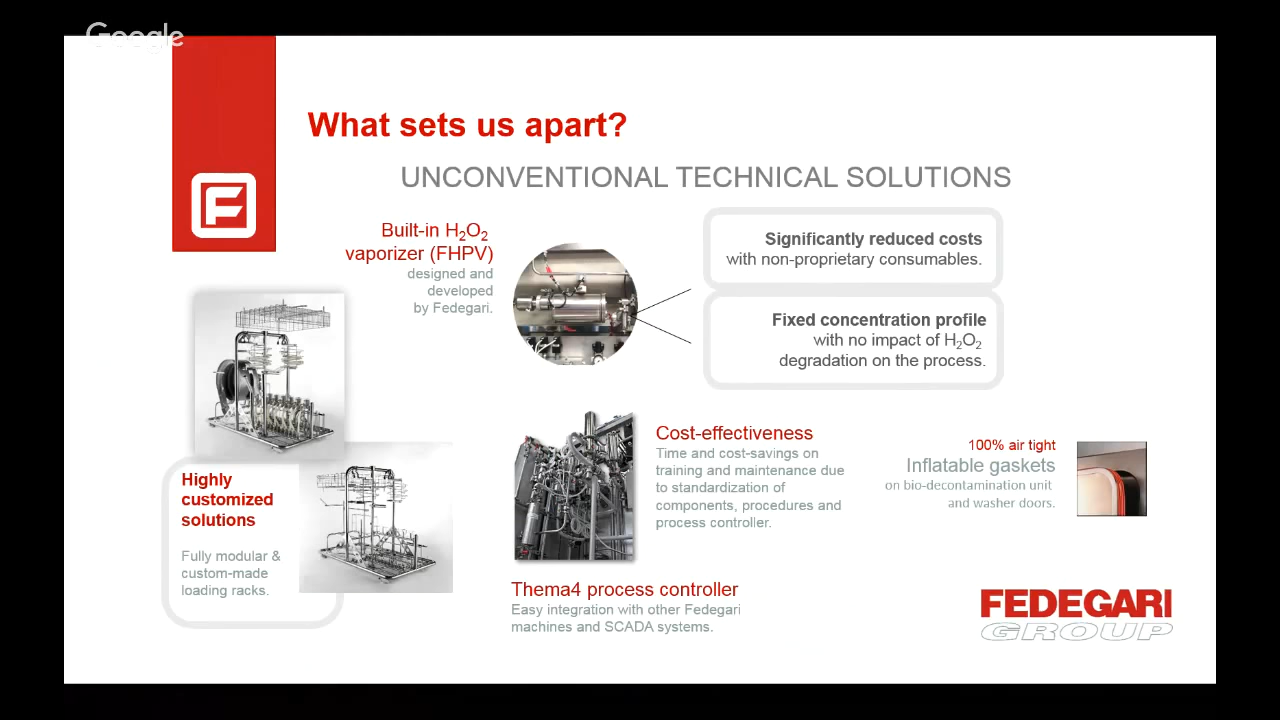 Google
What sets us apart?
UNCONVENTIONAL TECHNICAL SOLUTIONS
Built-in H₂O₂
vaporizer (FHPV)
designed and
developed
by Fedegari.
Significantly reduced costs
with non-proprietary consumables.
Fixed concentration profile
with no impact of H₂O₂
degradation on the process.
Highly
customized
solutions
Fully modular &
custom-made
loading racks.
Cost-effectiveness
Time and cost-savings on
training and maintenance due
to standardization of
components, procedures and
process controller.
100% air tight
Inflatable gaskets
on bio-decontamination unit
and washer doors.
Thema4 process controller
Easy integration with other Fedegari
machines and SCADA systems.
FEDEGARI
GROUP